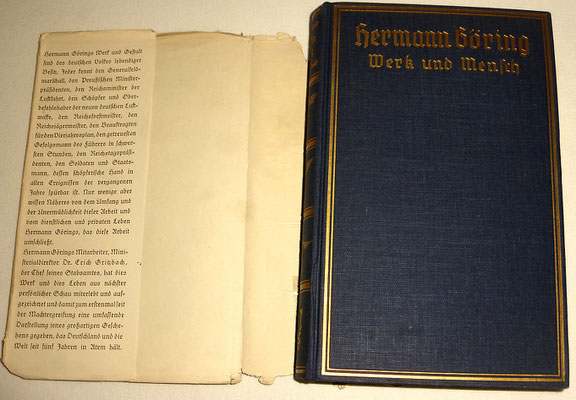 Hermann Görings Werk und Gestalt
sind des deutschen Volkes lebendiger
Besitz. Jeder kennt den Generalfeld-
marschall, den Preußischen Minister-
präsidenten, den Reichsminister der
Luftfahrt, den Schöpfer und Ober-
befehlshaber der neuen deutschen Luft-
waffe, den Reichsforstmeister, den
Reichsjägermeister, den Beauftragten
für den Vierjahresplan, den getreuesten
Gefolgsmann des Führers in schwer-
sten Stunden, den Reichstagspräsi-
denten, den Soldaten und Staats-
mann, dessen schöpferische Hand in
allen Ereignissen der vergangenen
Jahre spürbar ist. Nur wenige aber
wissen Näheres von dem Umfang und
der Unermüdlichkeit dieser Arbeit und
vom dienstlichen und privaten Leben
Hermann Görings, das diese Arbeit
umschließt.
Hermann Görings Mitarbeiter, Mini-
sterialdirektor Dr. Erich Gritzbach,
der Chef seines Stabsamtes, hat dies
Werk und dies Leben aus nächster
persönlicher Schau miterlebt und auf-
gezeichnet und damit zum erstenmal seit
der Machtergreifung eine umfassende
Darstellung jenes großartigen Gesche-
hens gegeben, das Deutschland und die
Welt seit fünf Jahren in Atem hält.
Hermann Göring
Werk und Mensch